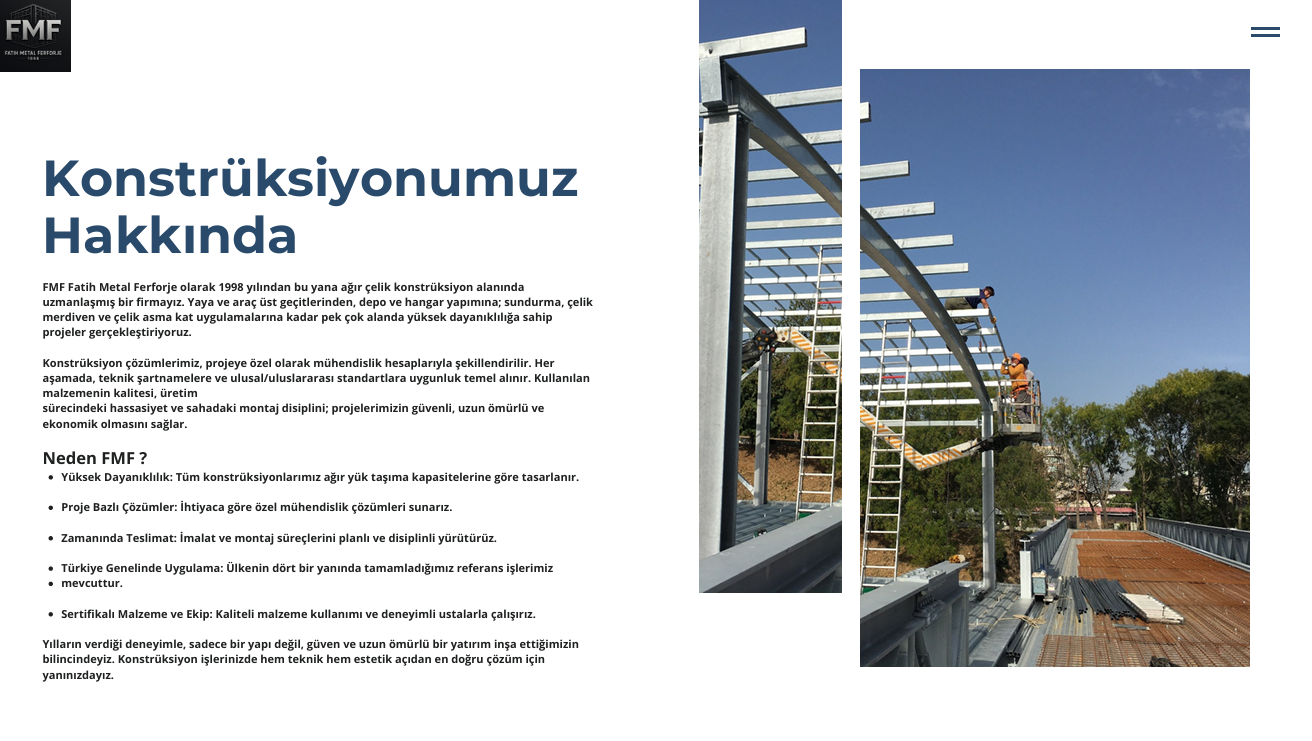 FMF
FATIH METAL FERFORJE
1998
Konstrüksiyonumuz
Hakkında
FMF Fatih Metal Ferforje olarak 1998 yılından bu yana ağır çelik konstrüksiyon alanında
uzmanlaşmış bir firmayız. Yaya ve araç üst geçitlerinden, depo ve hangar yapımına; sundurma, çelik
merdiven ve çelik asma kat uygulamalarına kadar pek çok alanda yüksek dayanıklılığa sahip
projeler gerçekleştiriyoruz.
Konstrüksiyon çözümlerimiz, projeye özel olarak mühendislik hesaplarıyla şekillendirilir. Her
aşamada, teknik şartnamelere ve ulusal/uluslararası standartlara uygunluk temel alınır. Kullanılan
malzemenin kalitesi, üretim
sürecindeki hassasiyet ve sahadaki montaj disiplini; projelerimizin güvenli, uzun ömürlü ve
ekonomik olmasını sağlar.
Neden FMF ?
• Yüksek Dayanıklılık: Tüm konstrüksiyonlarımız ağır yük taşıma kapasitelerine göre tasarlanır.
• Proje Bazlı Çözümler: İhtiyaca göre özel mühendislik çözümleri sunarız.
• Zamanında Teslimat: İmalat ve montaj süreçlerini planlı ve disiplinli yürütürüz.
• Türkiye Genelinde Uygulama: Ülkenin dört bir yanında tamamladığımız referans işlerimiz
• mevcuttur.
• Sertifikalı Malzeme ve Ekip: Kaliteli malzeme kullanımı ve deneyimli ustalarla çalışırız.
Yılların verdiği deneyimle, sadece bir yapı değil, güven ve uzun ömürlü bir yatırım inşa ettiğimizin
bilincindeyiz. Konstrüksiyon işlerinizde hem teknik hem estetik açıdan en doğru çözüm için
yanınızdayız.